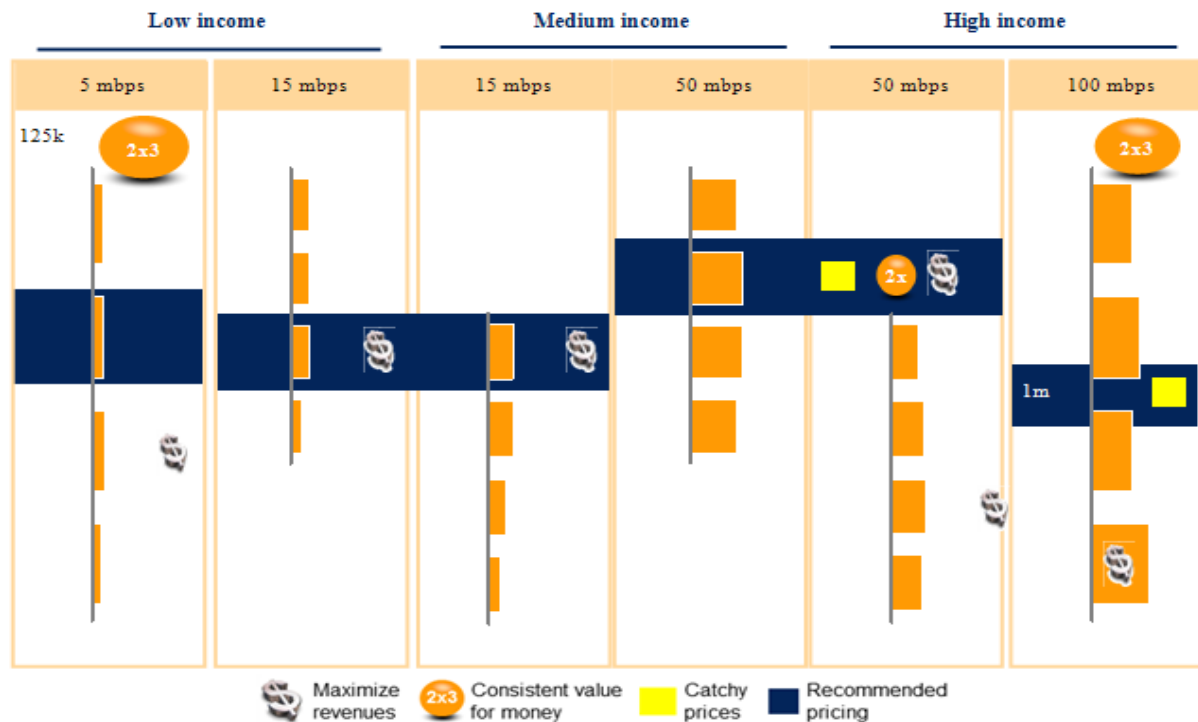 Low income
Medium income
High income
5 mbps
15 mbps
15 mbps
50 mbps
50 mbps
100 mbps
125k
2x3
2x3
2x
$
$
$
1m
$
$
$
$ Maximize
revenues
2x3 Consistent value
for money
Catchy
prices
Recommended
pricing